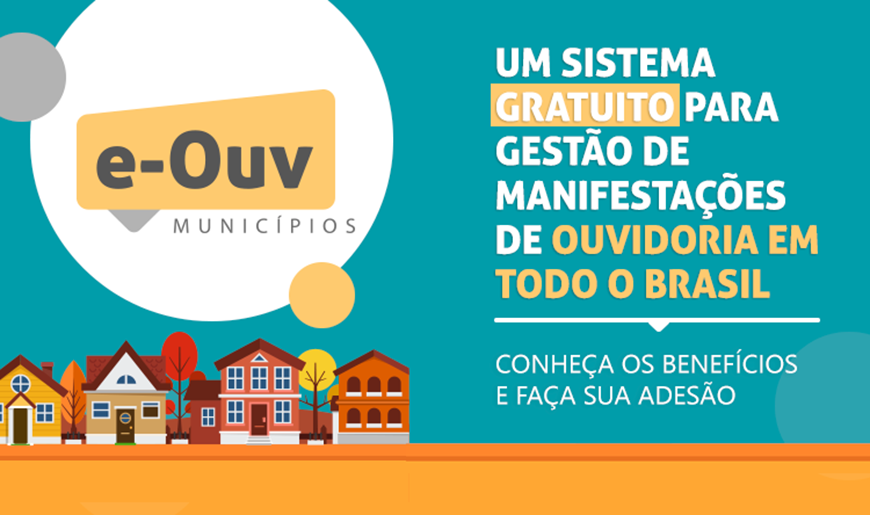 e-Ouv
MUNICÍPIOS
UM SISTEMA
GRATUITO PARA
GESTÃO DE
MANIFESTAÇÕES
DE OUVIDORIA EM
TODO O BRASIL
CONHEÇA OS BENEFÍCIOS
E FAÇA SUA ADESÃO